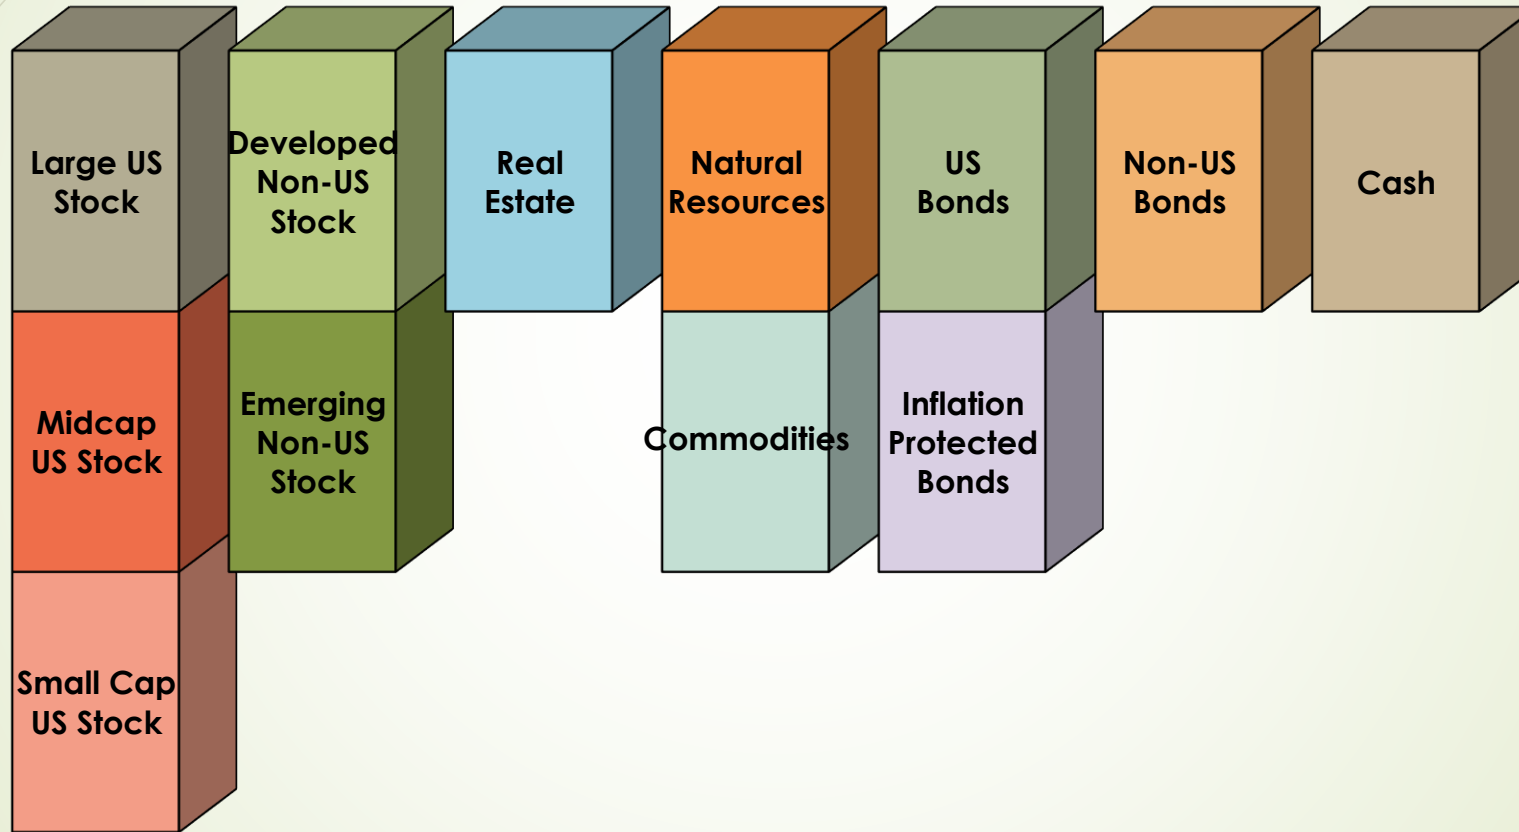 Large US
Stock
Developed
Non-US
Stock
Real
Estate
Natural
Resources
US
Bonds
Non-US
Bonds
Cash
Midcap
US Stock
Emerging
Non-US
Stock
Commodities
Inflation
Protected
Bonds
Small Cap
US Stock